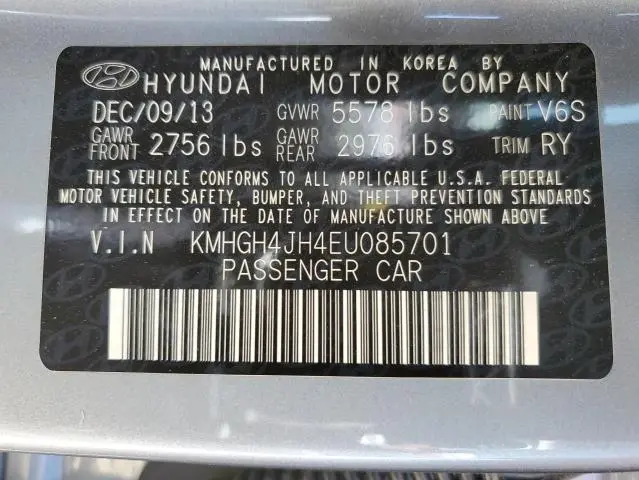 MANUFACTURED IN KOREA BY
HYUNDAI MOTOR COMPANY
DEC/09/13 GVWR 5578 lbs PAINT V6S
GAWR FRONT 2756 lbs GAWR REAR 2976 lbs TRIM RY
THIS VEHICLE CONFORMS TO ALL APPLICABLE U.S.A. FEDERAL
MOTOR VEHICLE SAFETY, BUMPER, AND THEFT PREVENTION STANDARDS
IN EFFECT ON THE DATE OF MANUFACTURE SHOWN ABOVE.
V.I.N KMHGH4JH4EU085701
PASSENGER CAR